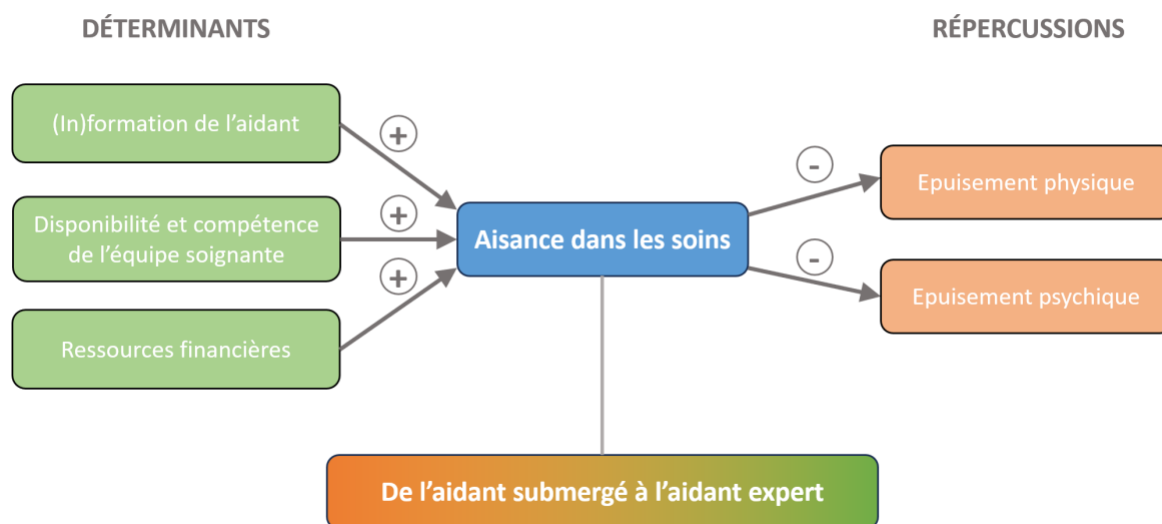 DÉTERMINANTS
RÉPERCUSSIONS
(In)formation de l'aidant
+
-
Epuisement physique
Disponibilité et compétence
de l'équipe soignante
+
Aisance dans les soins
+
-
Epuisement psychique
Ressources financières
De l'aidant submergé à l'aidant expert